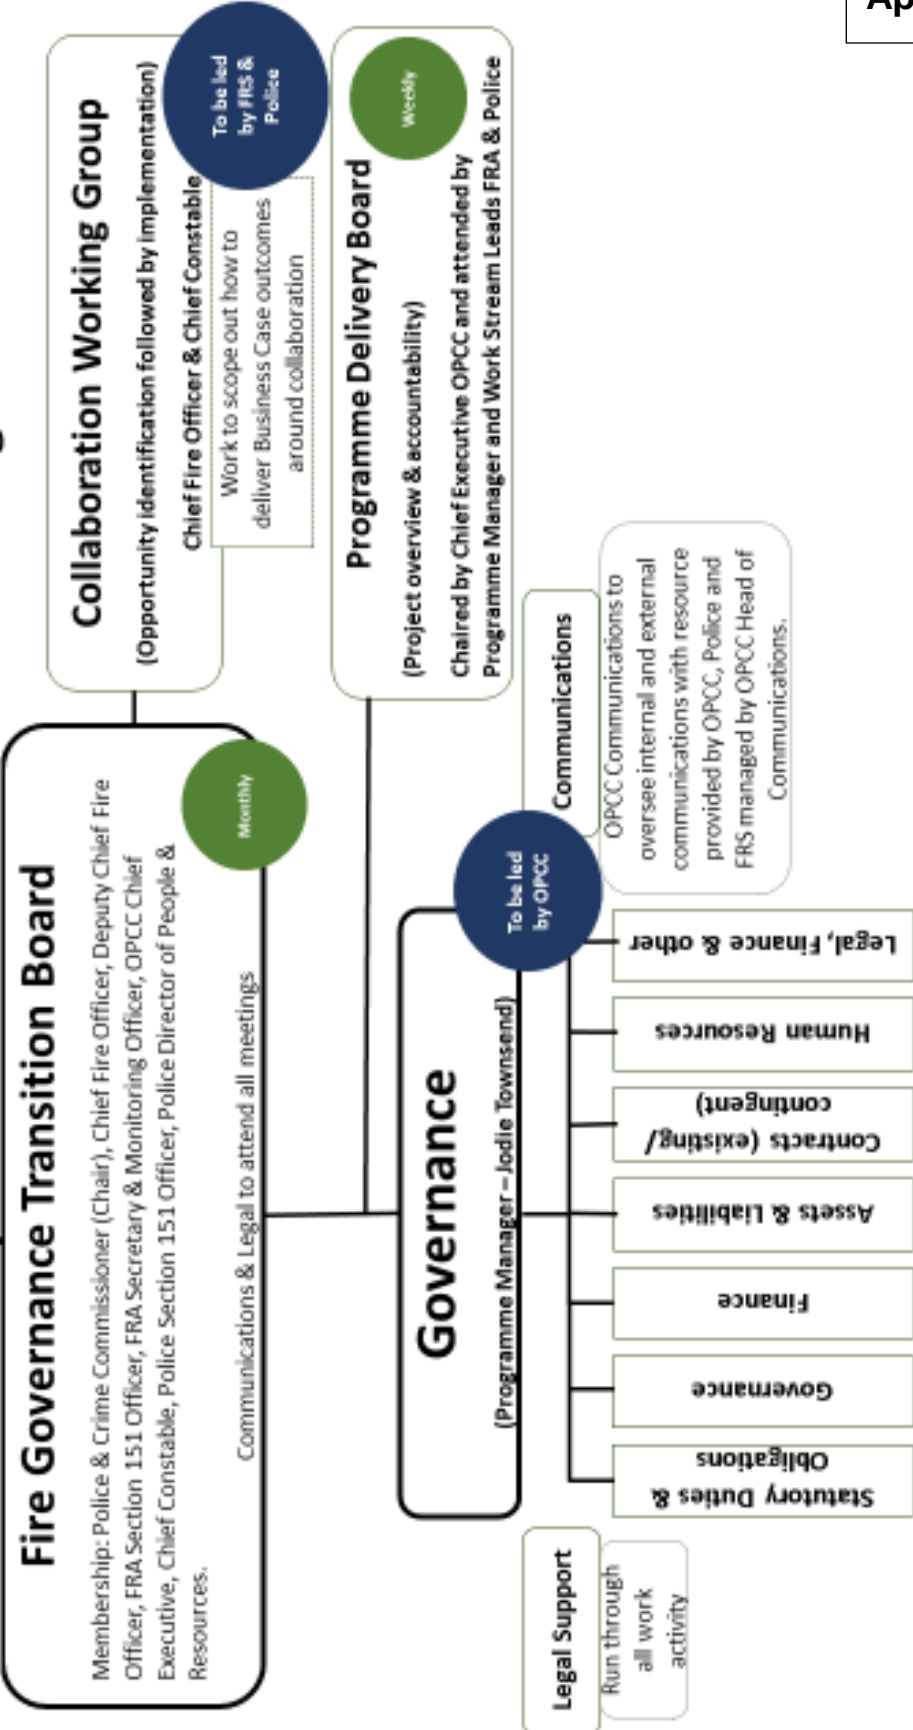 Ap
Fire Governance Transition Board
Membership: Police & Crime Commissioner (Chair), Chief Fire Officer, Deputy Chief Fire
Officer, FRA Section 151 Officer, FRA Secretary & Monitoring Officer, OPCC Chief
Executive, Chief Constable, Police Section 151 Officer, Police Director of People &
Resources.
Communications & Legal to attend all meetings
Monthly
Collaboration Working Group
(Opportunity identification followed by implementation)
Chief Fire Officer & Chief Constable
Work to scope out how to
deliver Business Case outcomes
around collaboration
To be led
by FRS &
Police
Programme Delivery Board
(Project overview & accountability)
Chaired by Chief Executive OPCC and attended by
Programme Manager and Work Stream Leads FRA & Police
Weekly
Governance
(Programme Manager – Jodie Townsend)
To be led
by OPCC
Legal Support
Run through
all work
activity
Communications
OPCC Communications to
oversee internal and external
communications with resource
provided by OPCC, Police and
FRS managed by OPCC Head of
Communications.
Statutory Duties &
Obligations
Governance
Finance
Assets & Liabilities
Contracts (existing/
contingent)
Human Resources
Legal, Finance & other